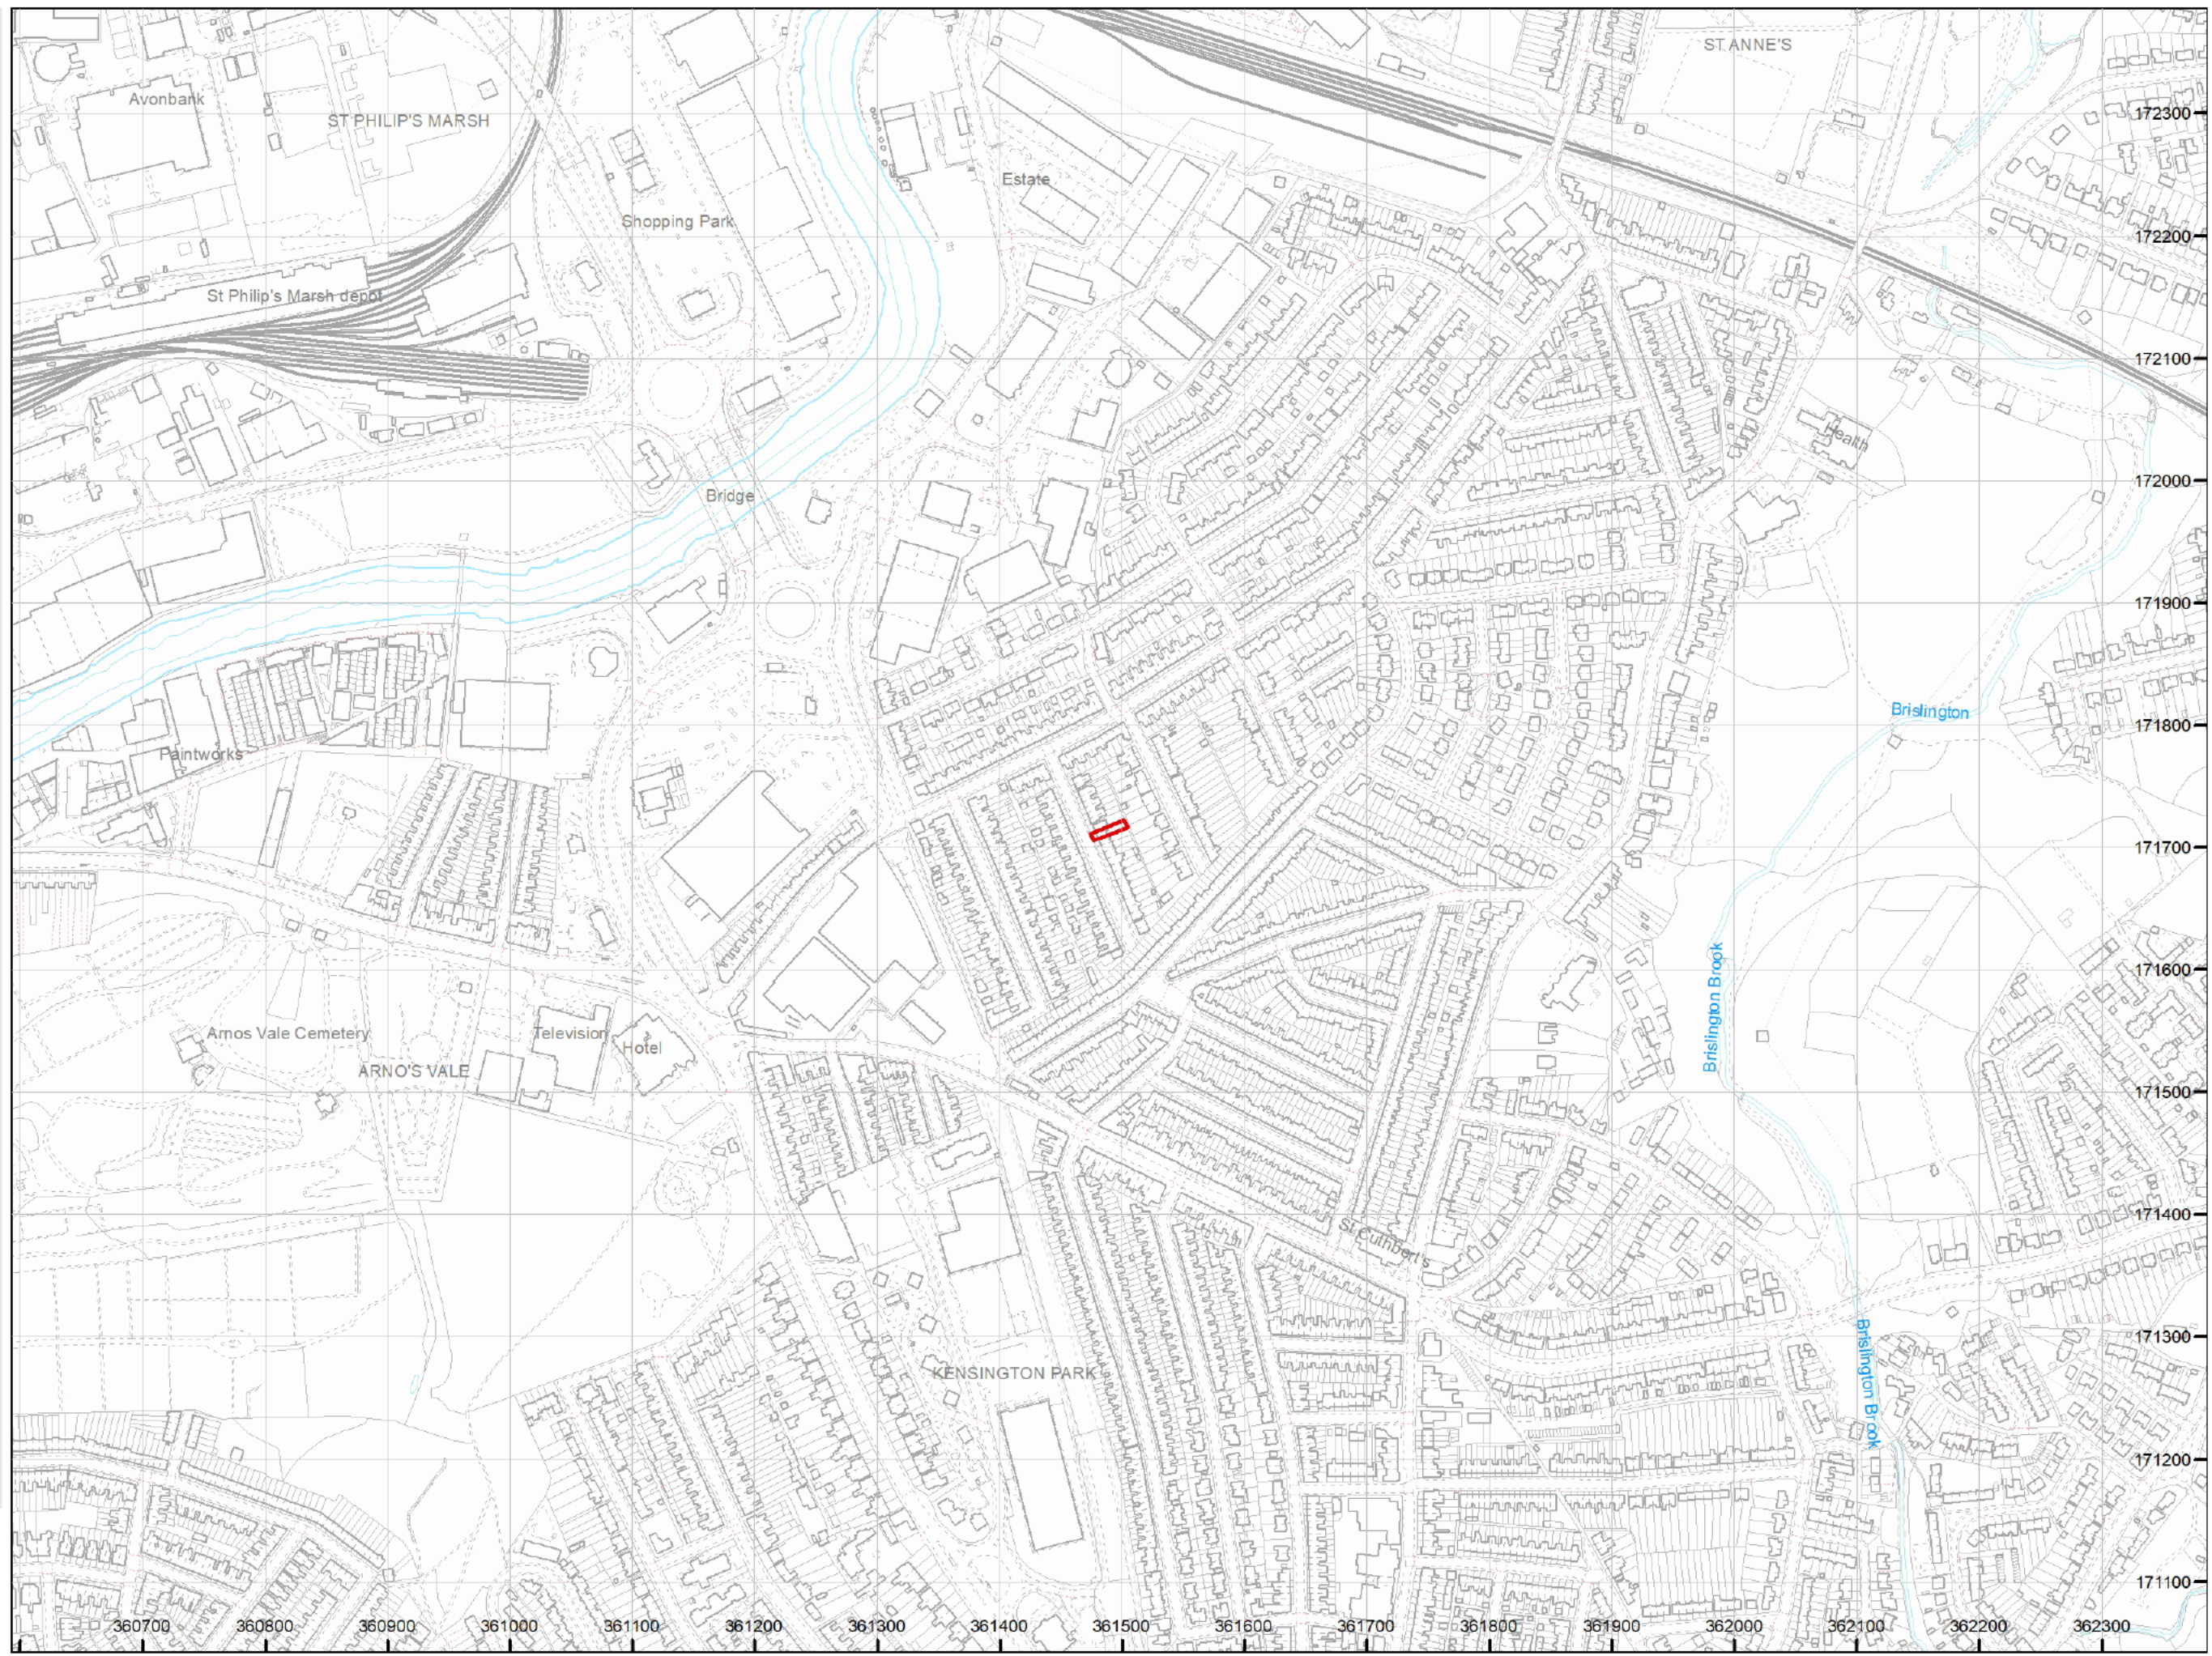 ST ANNE'S
Avonbank
172300
ST PHILIP'S MARSH
Estate
Shopping Park
172200
St Philip's Marsh depot
172100
Health
172000
Bridge
171900
Brislington
171800
Paintworks
171700
171600
Brislington Brook
Arnos Vale Cemetery
Television
Hotel
ARNO'S VALE
171500
171400
St Cuthbert's
171300
Brislington Brook
KENSINGTON PARK
171200
171100
360700 360800 360900 361000 361100 361200 361300 361400 361500 361600 361700 361800 361900 362000 362100 362200 362300